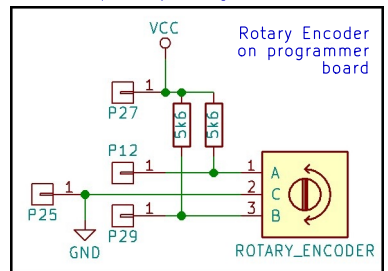 VCC
Rotary Encoder
on programmer
board
1
P27
5k6
5k6
P12
1
1
A
1
2
C
P25
1
3
B
P29
GND
ROTARY_ENCODER